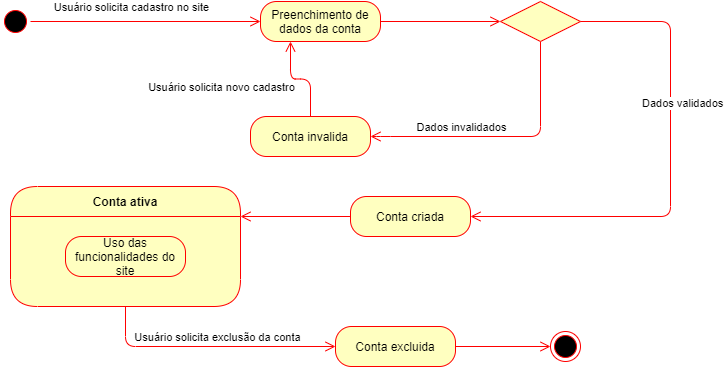 Usuário solicita cadastro no site
Preenchimento de
dados da conta
Usuário solicita novo cadastro
Dados validados
Dados invalidados
Conta invalida
Conta ativa
Conta criada
Uso das
funcionalidades do
site
Usuário solicita exclusão da conta
Conta excluida